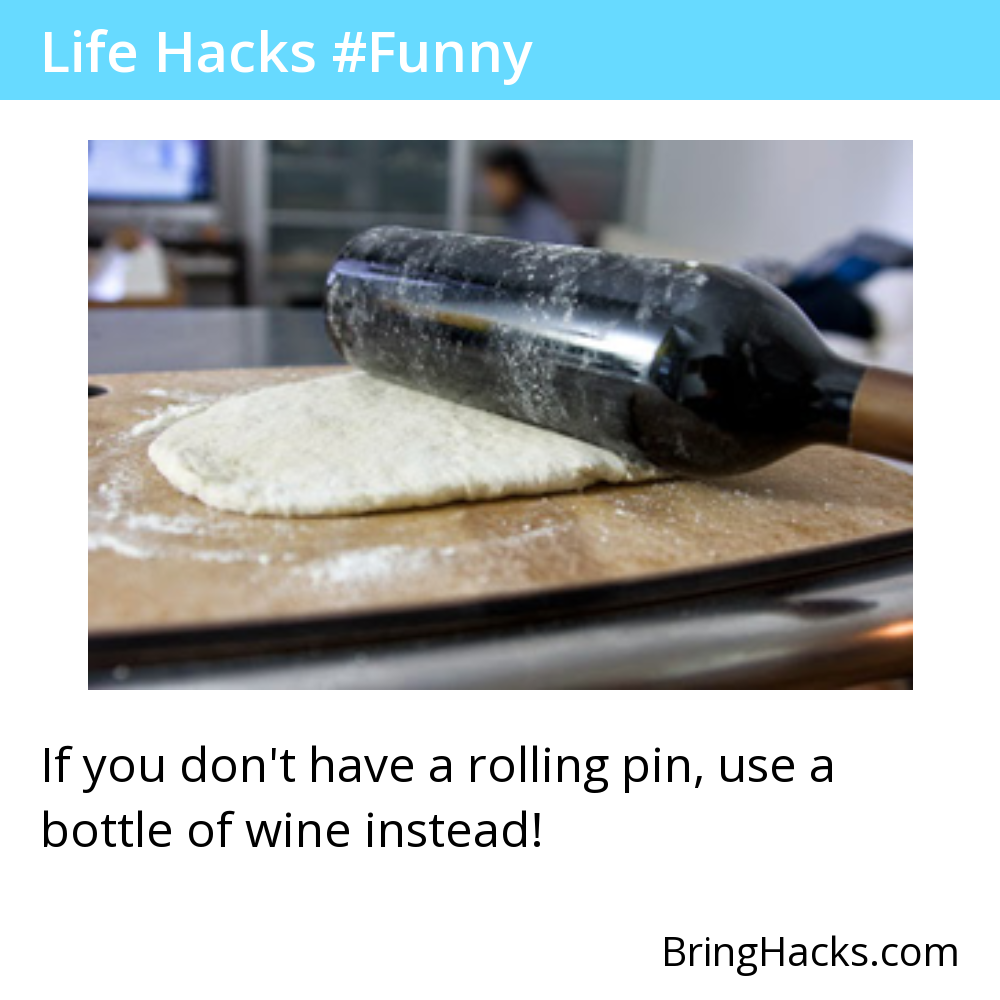 Life Hacks #Funny
If you don't have a rolling pin, use a
bottle of wine instead!
BringHacks.com